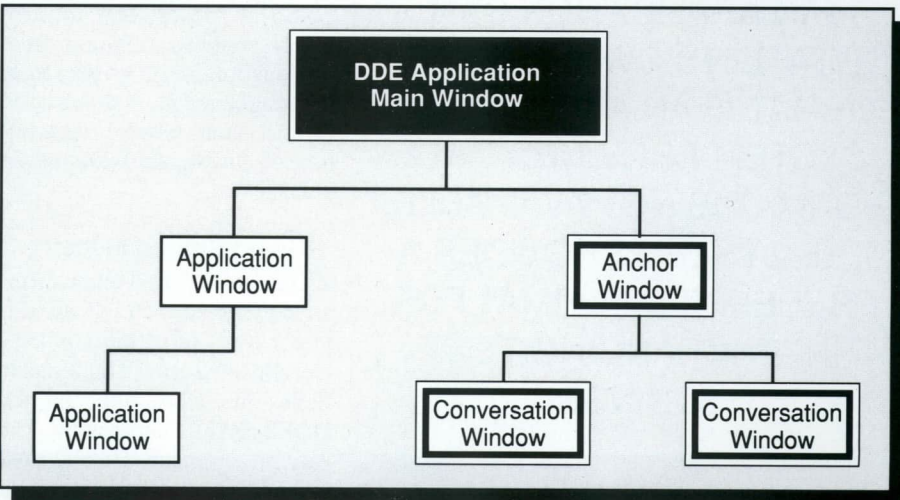 DDE Application
Main Window
Application
Window
Anchor
Window
Application
Window
Conversation
Window
Conversation
Window